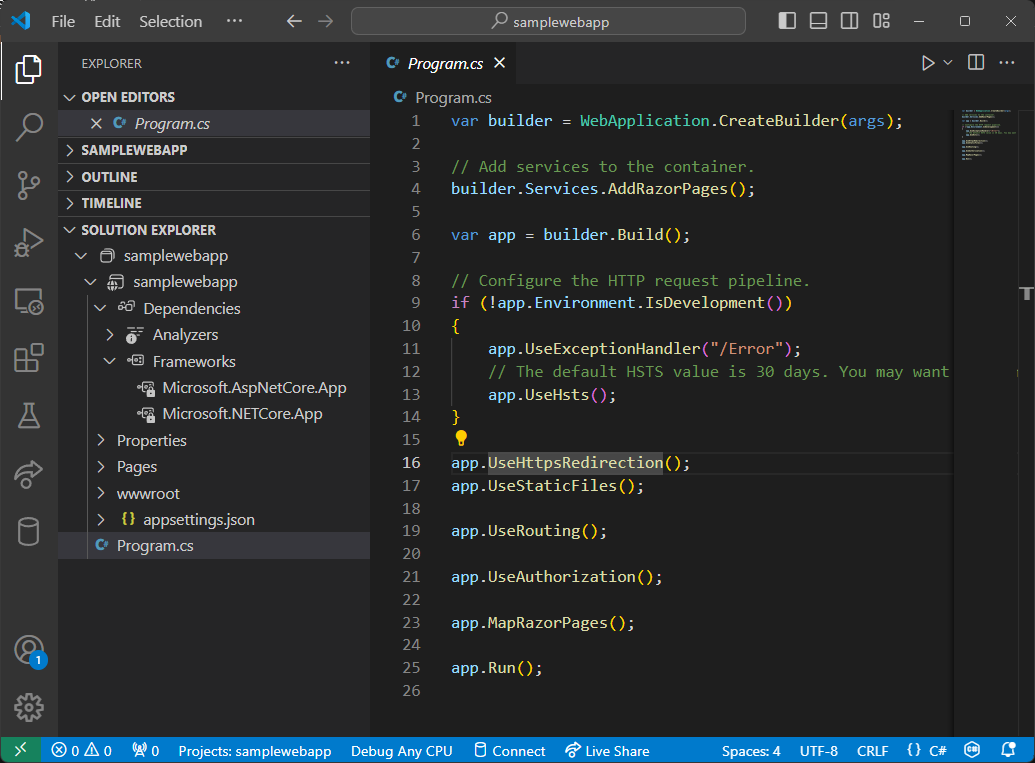 File Edit Selection ··· samplewebapp
EXPLORER ···
OPEN EDITORS
Program.cs
SAMPLEWEBAPP
OUTLINE
TIMELINE
SOLUTION EXPLORER
samplewebapp
samplewebapp
Dependencies
Analyzers
Frameworks
Microsoft.AspNetCore.App
Microsoft.NETCore.App
Properties
Pages
wwwroot
{} appsettings.json
C# Program.cs
1
C# Program.cs
C# Program.cs
1 var builder = WebApplication.CreateBuilder(args);
2
3 // Add services to the container.
4 builder.Services.AddRazorPages();
5
6 var app = builder.Build();
7
8 // Configure the HTTP request pipeline.
9 if (!app.Environment.IsDevelopment())
10 {
11 app.UseExceptionHandler("/Error");
12 // The default HSTS value is 30 days. You may want
13 app.UseHsts();
14 }
15
16 app.UseHttpsRedirection();
17 app.UseStaticFiles();
18
19 app.UseRouting();
20
21 app.UseAuthorization();
22
23 app.MapRazorPages();
24
25 app.Run();
26
0 0 0 Projects: samplewebapp Debug Any CPU Connect Live Share Spaces: 4 UTF-8 CRLF {} C#